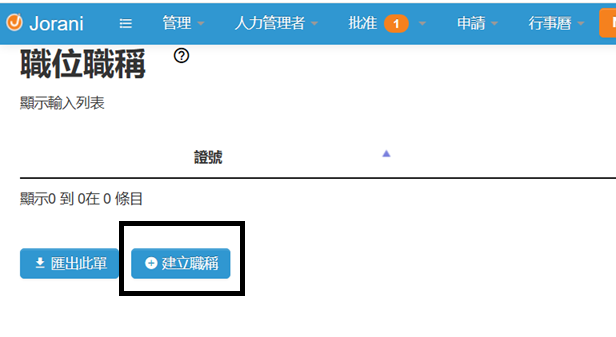 Jorani 管理 人力管理者 批准 1 申請 行事曆
職位職稱
顯示輸入列表
證號
顯示0 到 0在 0 條目
匯出此單 建立職稱